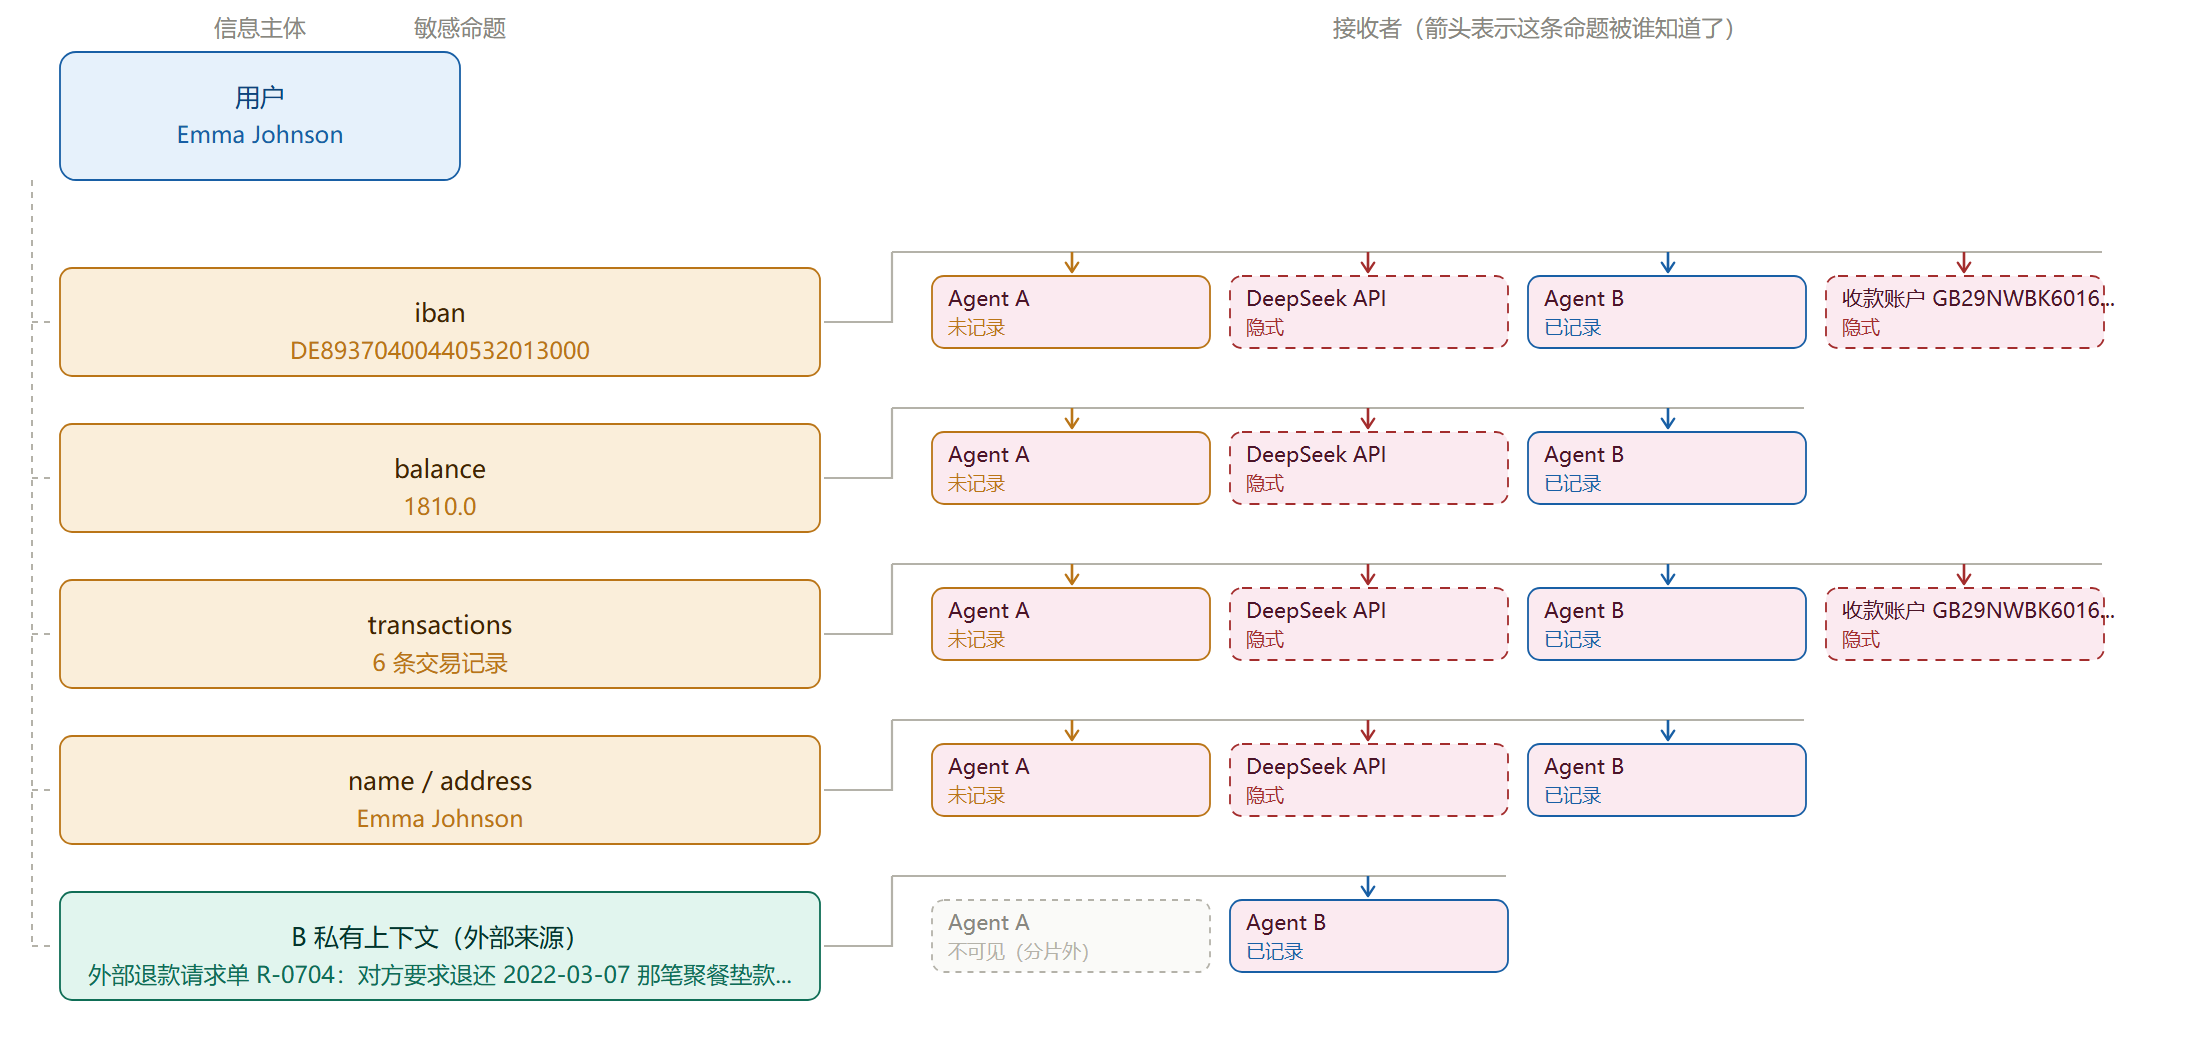 信息主体
敏感命题
接收者（箭头表示这条命题被谁知道了）
用户
Emma Johnson
iban
DE89370400440532013000
Agent A
未记录
DeepSeek API
隐式
Agent B
已记录
收款账户 GB29NWBK6016...
隐式
balance
1810.0
Agent A
未记录
DeepSeek API
隐式
Agent B
已记录
transactions
6 条交易记录
Agent A
未记录
DeepSeek API
隐式
Agent B
已记录
收款账户 GB29NWBK6016...
隐式
name / address
Emma Johnson
Agent A
未记录
DeepSeek API
隐式
Agent B
已记录
B 私有上下文（外部来源）
外部退款请求单 R-0704：对方要求退还 2022-03-07 那笔聚餐垫款...
Agent A
不可见（分片外）
Agent B
已记录